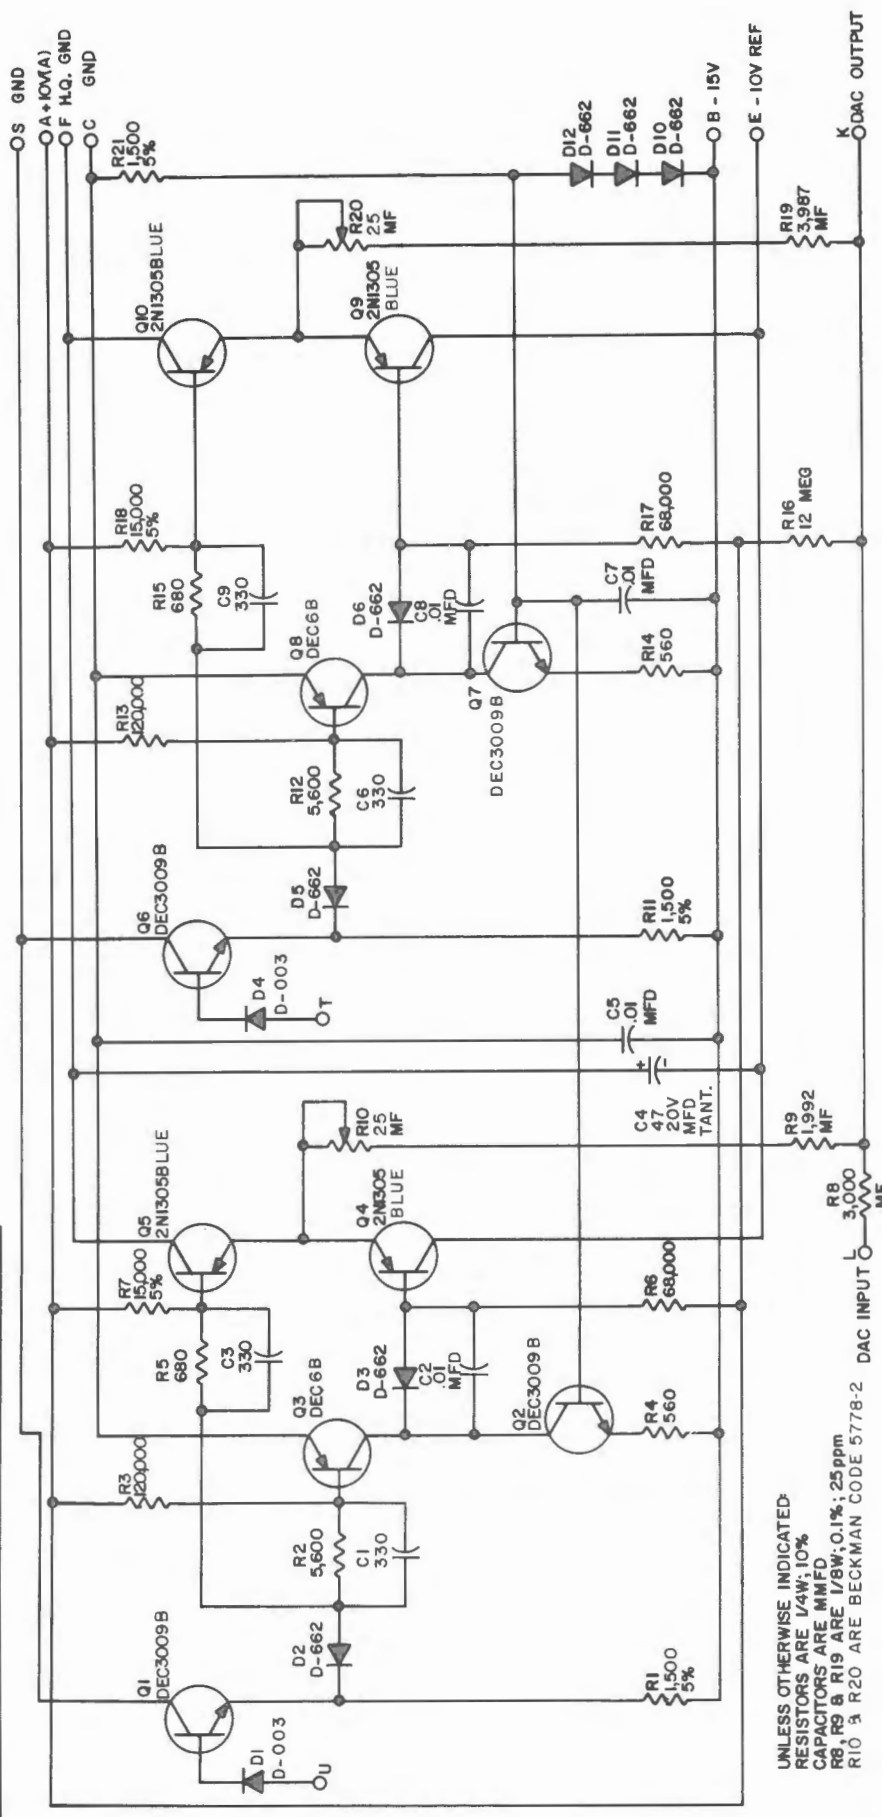 S GND
A +10V(A)
F H.Q. GND
C GND
R21
1,500
5%
Q10
2N1305BLUE
R20
25
MF
Q9
2N1305
BLUE
D12
D-662
D11
D-662
D10
D-662
B -15V
E -10V REF
K
DAC OUTPUT
R19
3,987
MF
R18
15,000
5%
R15
680
C9
330
R17
68,000
R16
12 MEG
D6
D-662
C8
.01
MFD
C7
.01
MFD
Q8
DEC6B
Q7
DEC3009B
R14
560
R13
120,000
R12
5,600
C6
330
D5
D-662
Q6
DEC3009B
D4
D-003
T
R11
1,500
5%
C5
.01
MFD
C4
47
20V
MFD
TANT.
R10
25
MF
R9
1,992
MF
R8
3,000
MF
L
DAC INPUT
Q5
2N1305BLUE
Q4
2N1305
BLUE
R7
15,000
5%
R5
680
C3
330
R6
68,000
D3
D-662
C2
.01
MFD
Q3
DEC6B
Q2
DEC3009B
R4
560
R3
120,000
R2
5,600
C1
330
D2
D-662
Q1
DEC3009B
D1
D-003
U
R1
1,500
5%
UNLESS OTHERWISE INDICATED:
RESISTORS ARE 1/4W; 10%
CAPACITORS ARE MMFD
R8, R9 & R19 ARE 1/8W; 0.1%; 25ppm
R10 & R20 ARE BECKMAN CODE 5778-2